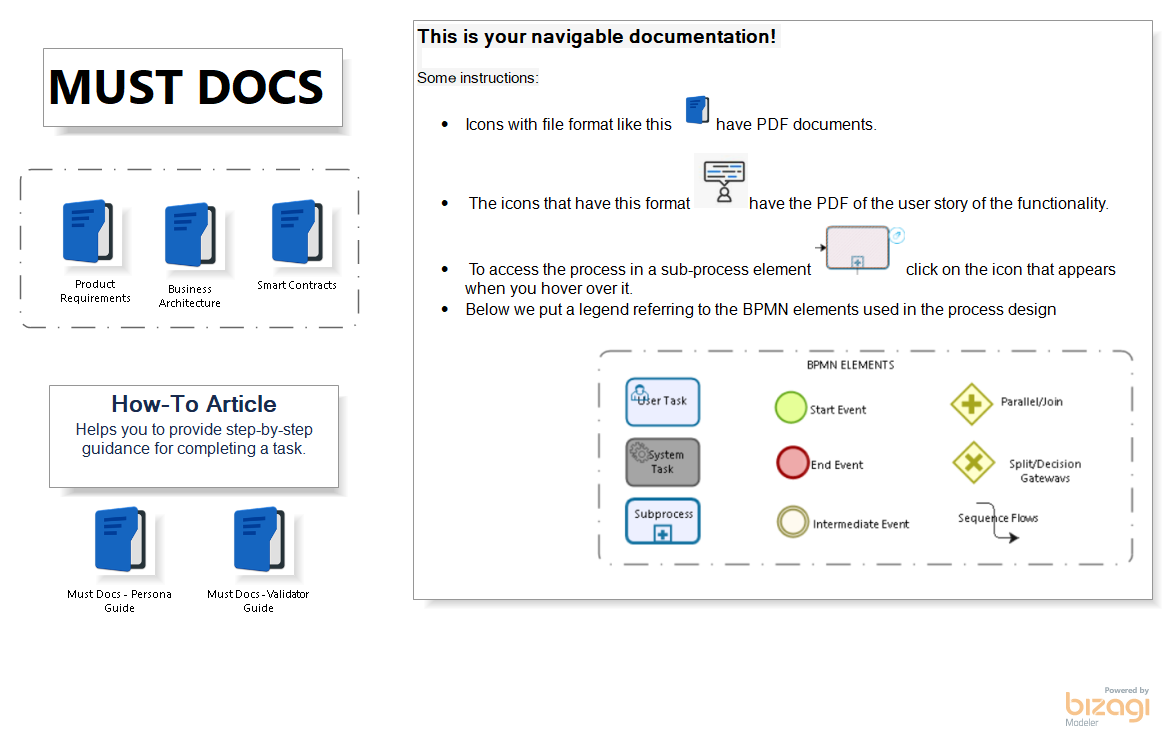 MUST DOCS
Product
Requirements
Business
Architecture
Smart Contracts
How-To Article
Helps you to provide step-by-step
guidance for completing a task.
Must Docs - Persona
Guide
Must Docs - Validator
Guide
This is your navigable documentation!
Some instructions:
• Icons with file format like this have PDF documents.
• The icons that have this format have the PDF of the user story of the functionality.
• To access the process in a sub-process element click on the icon that appears
when you hover over it.
• Below we put a legend referring to the BPMN elements used in the process design
BPMN ELEMENTS
User Task
Start Event
Parallel/Join
System
Task
End Event
Split/Decision
Gateways
Subprocess
Intermediate Event
Sequence Flows
Powered by
bizagi
Modeler